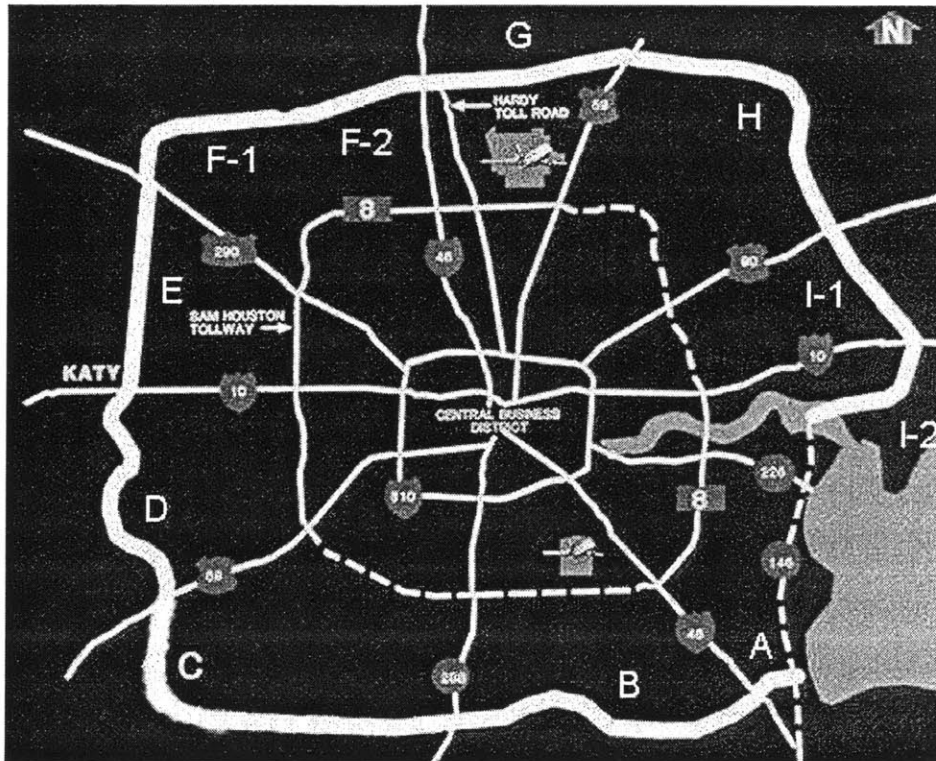 G
N
HARDY
TOLL ROAD
59
H
F-1
F-2
8
290
45
90
E
I-1
SAM HOUSTON
TOLLWAY
10
KATY
10
CENTRAL BUSINESS
DISTRICT
I-2
225
610
8
D
146
59
45
A
C
288
B